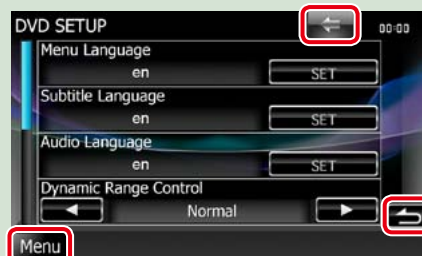 DVD SETUP
00:00
Menu Language
en
SET
Subtitle Language
en
SET
Audio Language
en
SET
Dynamic Range Control
Normal
Menu